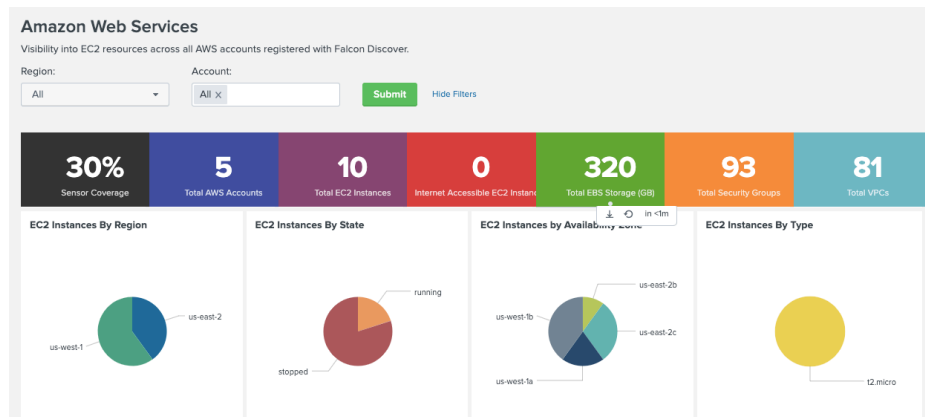 Amazon Web Services
Visibility into EC2 resources across all AWS accounts registered with Falcon Discover.
Region:
Account:
All
All ×
Submit
Hide Filters
30%
Sensor Coverage
5
Total AWS Accounts
10
Total EC2 Instances
0
Internet Accessible EC2 Instan
320
Total EBS Storage (GB)
93
Total Security Groups
81
Total VPCs
in <1m
EC2 Instances By Region
us-east-2
us-west-1
EC2 Instances By State
running
stopped
EC2 Instances by Availability Zone
us-east-2b
us-west-1b
us-east-2c
us-west-1a
EC2 Instances By Type
t2.micro